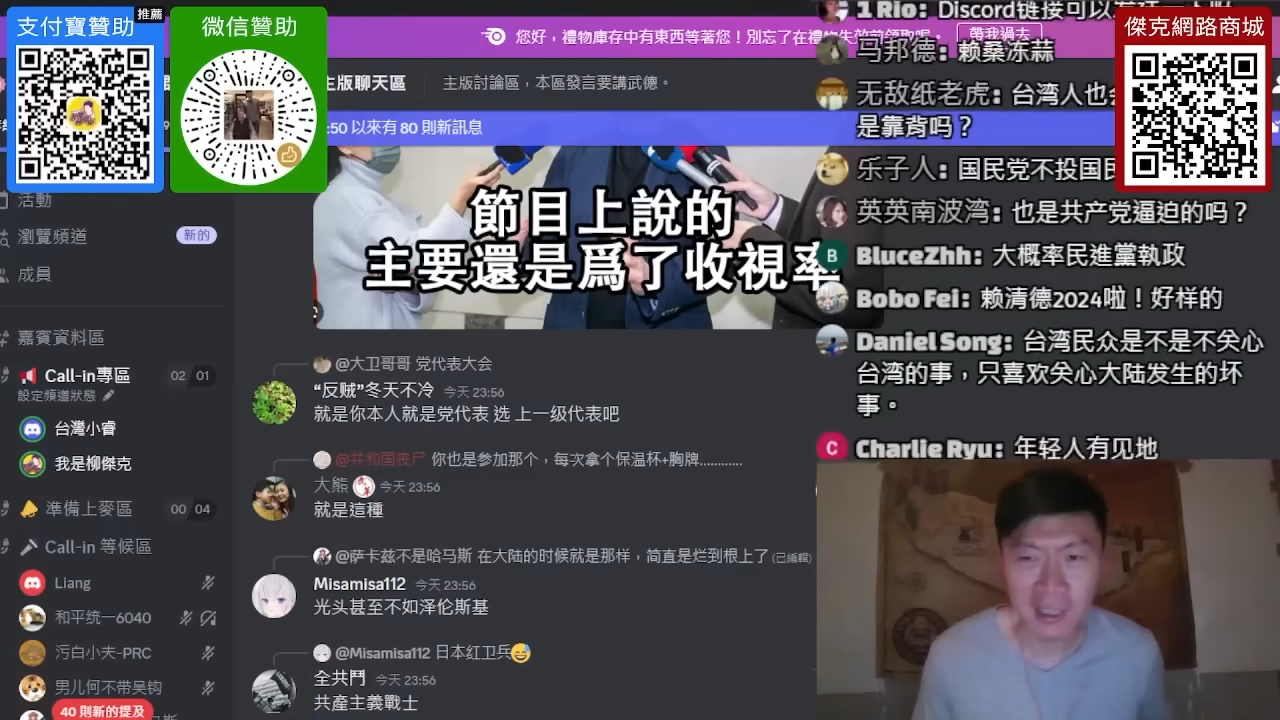 支付寶贊助
推薦
微信贊助
您好，禮物庫存中有東西等著您！別忘了在禮物失效前領取喔。
帶我過去
傑克網路商城
主版聊天區
主版討論區，本區發言要講武德。
:50 以來有 80 則新訊息
活動
瀏覽頻道
新的
成員
嘉賓資料區
Call-in專區
02 01
設定頻道狀態
台灣小睿
我是柳傑克
準備上麥區
00 04
Call-in 等候區
Liang
和平统一6040
污白小夫-PRC
男儿何不带吴钩
40 則新的提及
節目上說的
主要還是爲了收視率
@大卫哥哥 党代表大会
“反贼”冬天不冷 今天 23:56
就是你本人就是党代表 选 上一级代表吧
@共和国丧尸 你也是参加那个，每次拿个保温杯+胸牌............
大熊 今天 23:56
就是這種
@萨卡兹不是哈马斯 在大陆的时候就是那样，简直是烂到根上了 (已編輯)
Misamisa112 今天 23:56
光头甚至不如泽伦斯基
@Misamisa112 日本红卫兵😅
全共鬥 今天 23:56
共產主義戰士
1 Rio: Discord链接可以
马邦德: 赖桑冻蒜
无敌纸老虎: 台湾人也会
是靠背吗？
乐子人: 国民党不投国民
英英南波湾: 也是共产党逼迫的吗？
BluceZhh: 大概率民進黨執政
Bobo Fei: 赖清德2024啦！好样的
Daniel Song: 台湾民众是不是不关心
台湾的事，只喜欢关心大陆发生的坏
事。
Charlie Ryu: 年轻人有见地